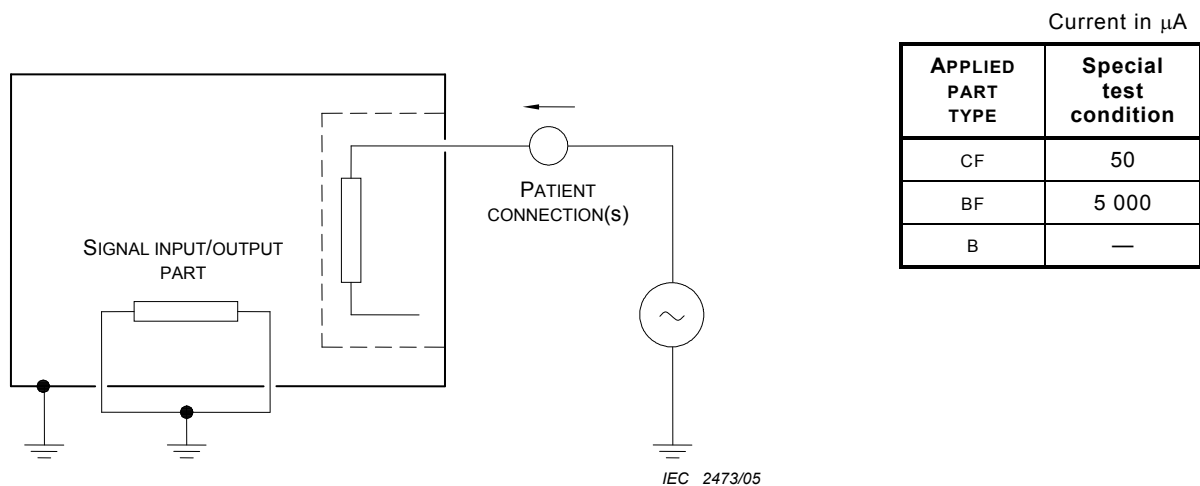 Current in μA
APPLIED
PART
TYPE
Special
test
condition
CF
50
BF
5 000
B
—
PATIENT
CONNECTION(s)
SIGNAL INPUT/OUTPUT
PART
IEC 2473/05